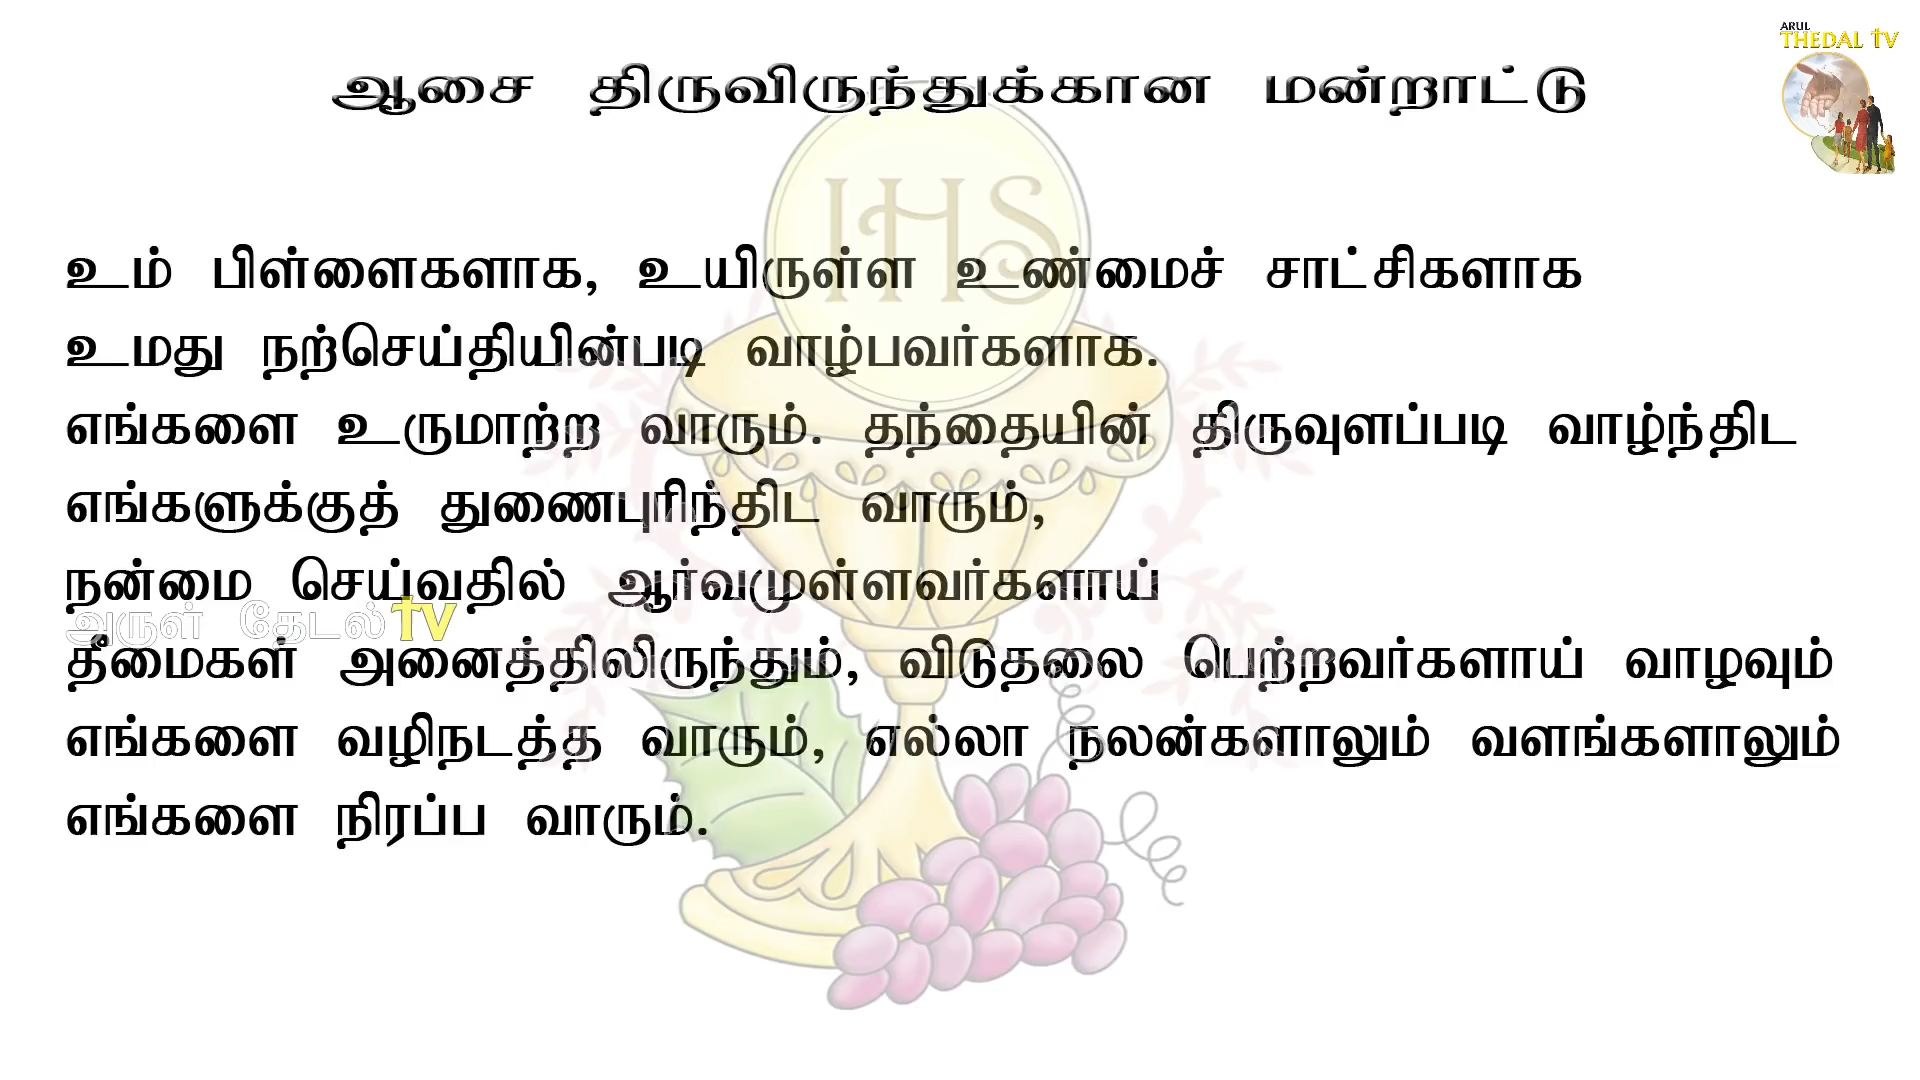 ARUL
THEDAL TV
ஆசை திருவிருந்துக்கான மன்றாட்டு
IHS
உம் பிள்ளைகளாக, உயிருள்ள உண்மைச் சாட்சிகளாக
உமது நற்செய்தியின்படி வாழ்பவர்களாக.
எங்களை உருமாற்ற வாரும். தந்தையின் திருவுளப்படி வாழ்ந்திட
எங்களுக்குத் துணைபுரிந்திட வாரும்,
நன்மை செய்வதில் ஆர்வமுள்ளவர்களாய்
அருள் தேடல் TV
தீமைகள் அனைத்திலிருந்தும், விடுதலை பெற்றவர்களாய் வாழவும்
எங்களை வழிநடத்த வாரும், எல்லா நலன்களாலும் வளங்களாலும்
எங்களை நிரப்ப வாரும்.